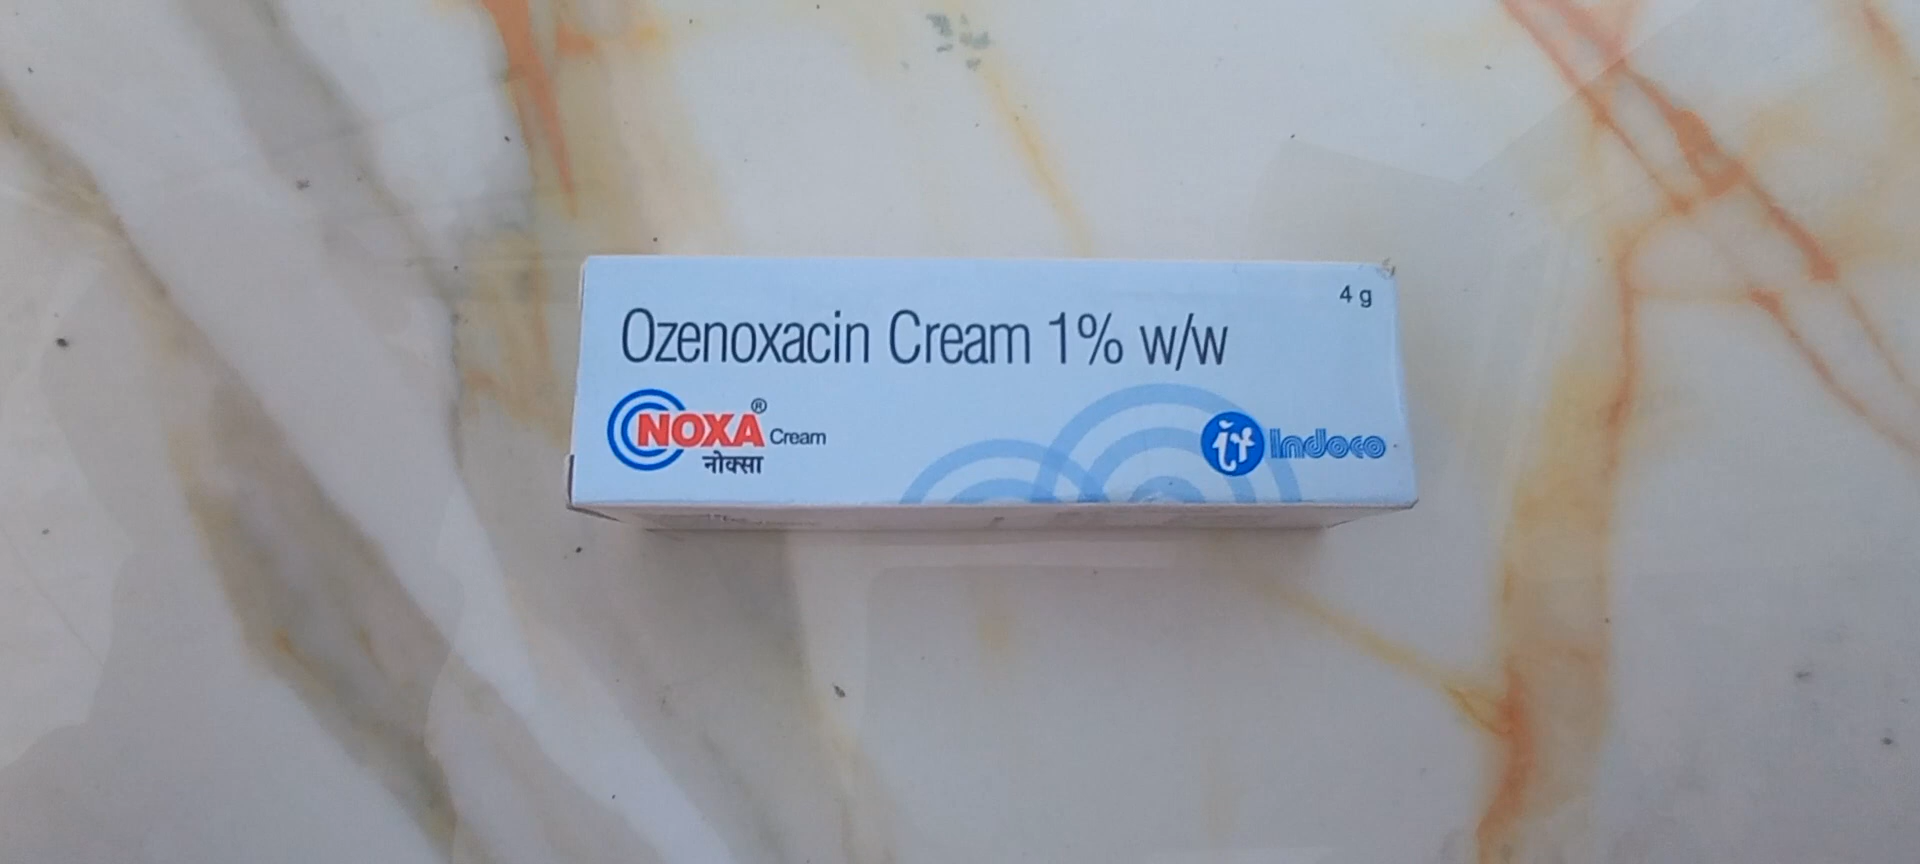 4 g
Ozenoxacin Cream 1% w/w
NOXA® Cream
नोक्सा
Indoco